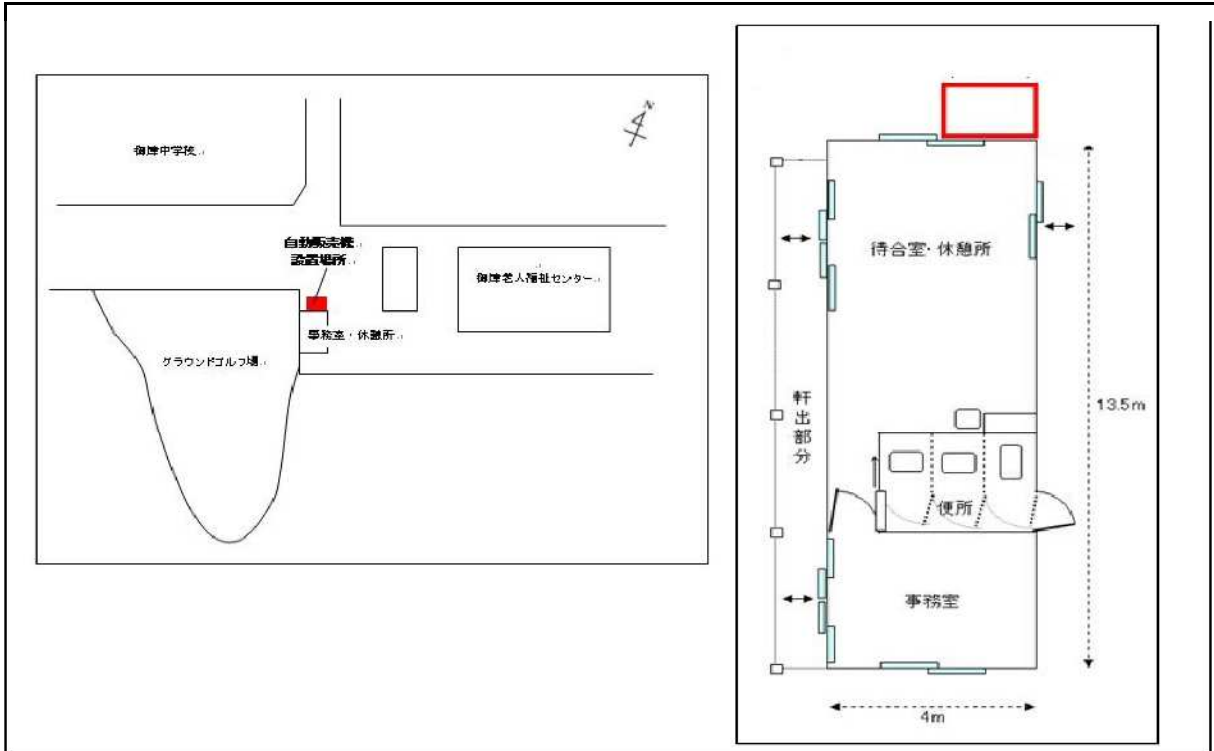 御津中学校
N
自動販売機
設置場所
御津老人福祉センター
事務室・休憩所
グラウンドゴルフ場
待合室・休憩所
軒出部分
13.5m
便所
事務室
4m